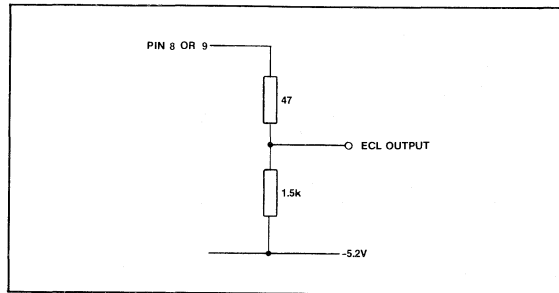 PIN 8 OR 9
47
ECL OUTPUT
1.5k
-5.2V